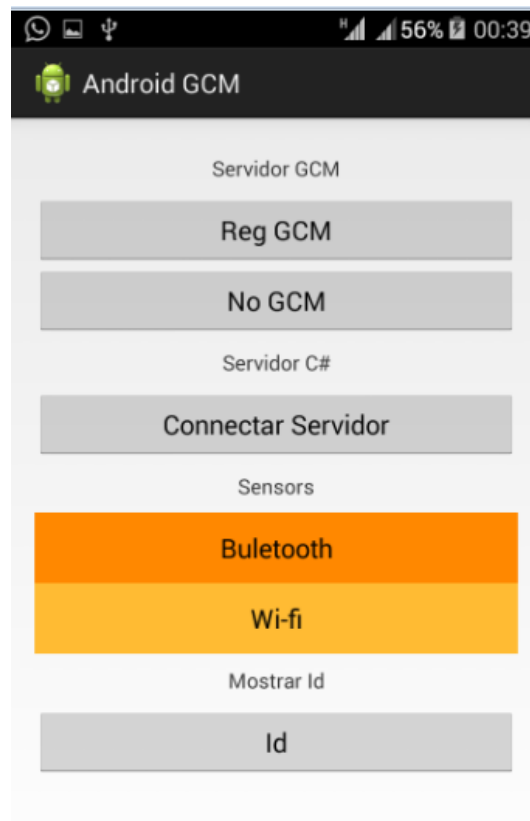 H 56% 00:39
Android GCM
Servidor GCM
Reg GCM
No GCM
Servidor C#
Connectar Servidor
Sensors
Buletooth
Wi-fi
Mostrar Id
Id